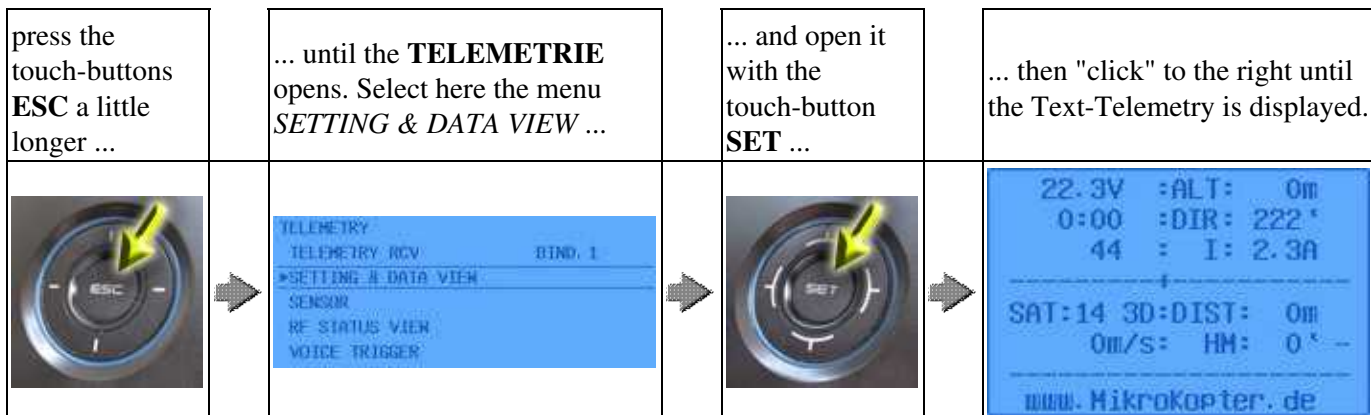 press the
touch-buttons
ESC a little
longer ...
... until the TELEMETRIE
opens. Select here the menu
SETTING & DATA VIEW ...
... and open it
with the
touch-button
SET ...
... then "click" to the right until
the Text-Telemetry is displayed.
ESC
TELEMETRY
TELEMETRY RCV BIND. 1
▶SETTING & DATA VIEW
SENSOR
RF STATUS VIEW
VOICE TRIGGER
SET
22.3V :ALT: 0m
0:00 :DIR: 222°
44 : I: 2.3A
SAT:14 3D:DIST: 0m
0m/s: HM: 0° -
www.MikroKopter.de